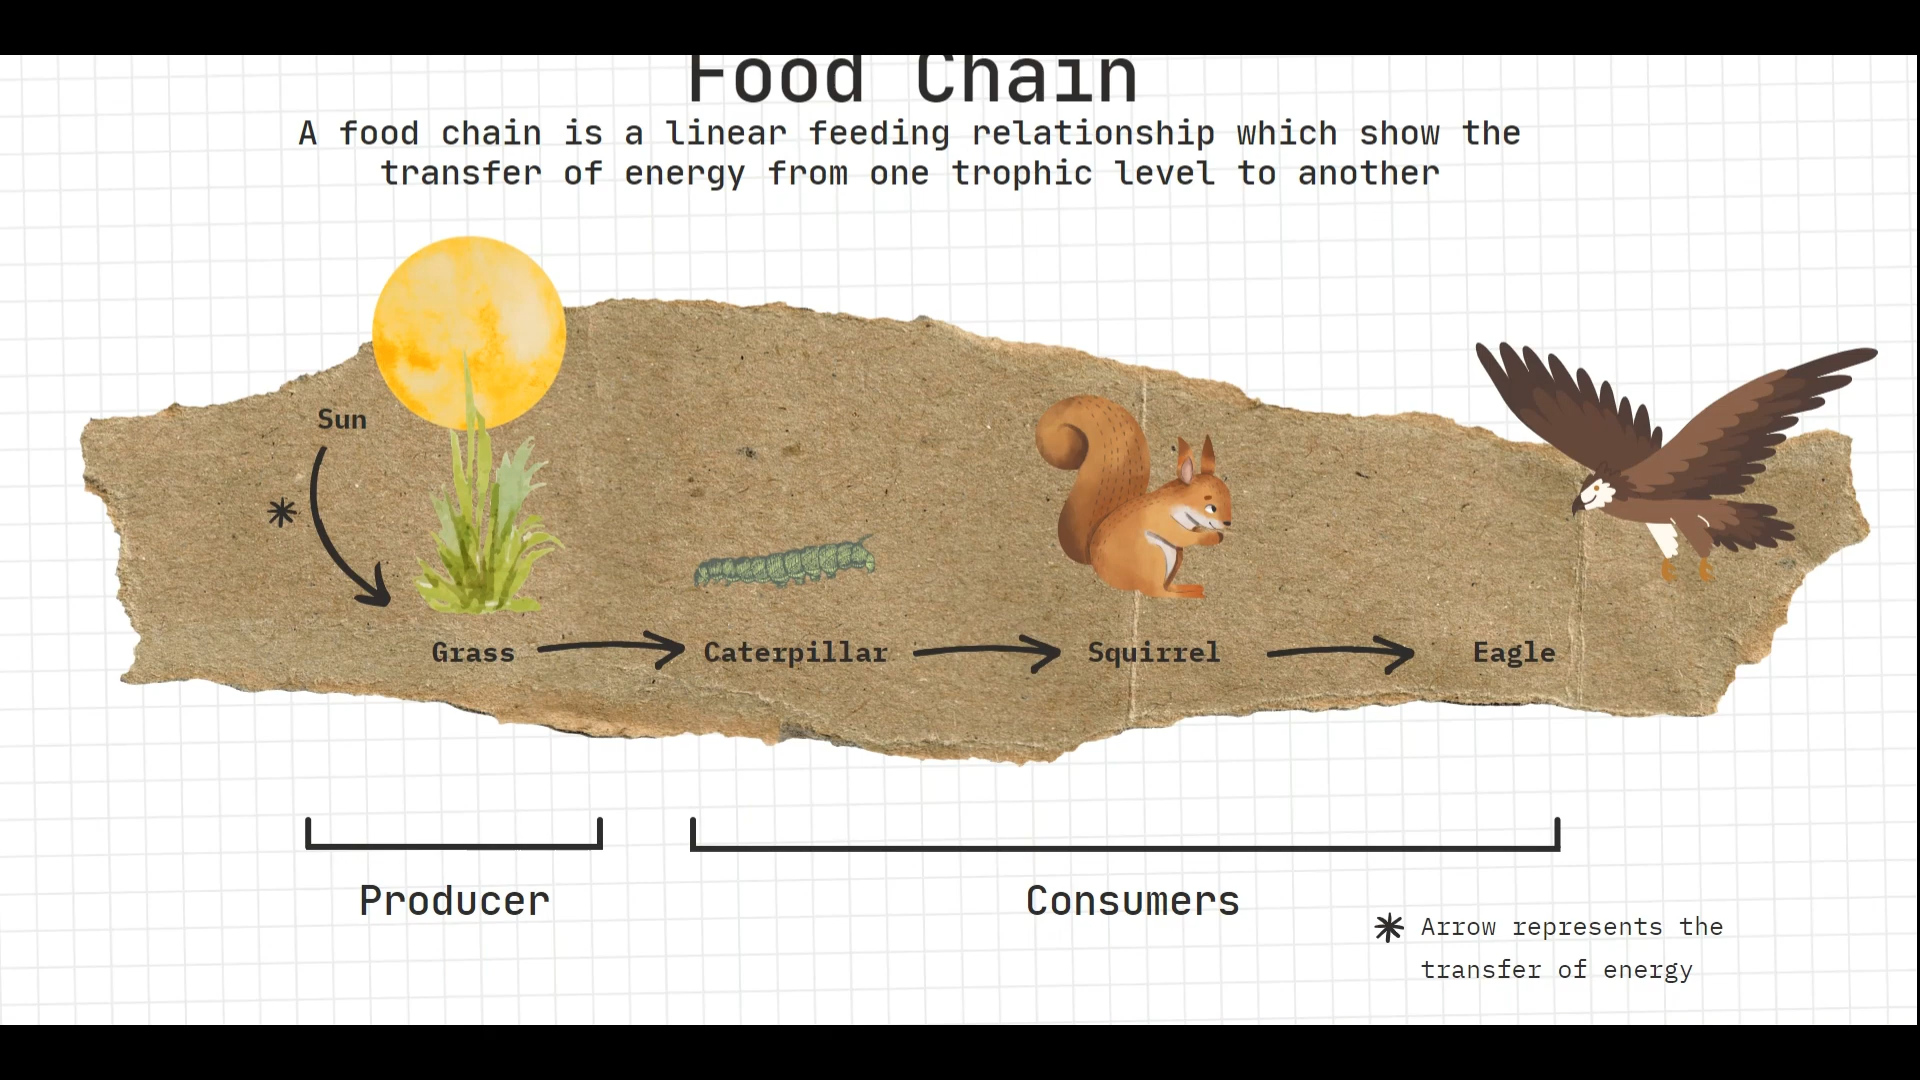 Food Chain
A food chain is a linear feeding relationship which show the
transfer of energy from one trophic level to another
Sun
Grass
Caterpillar
Squirrel
Eagle
Producer
Consumers
Arrow represents the
transfer of energy